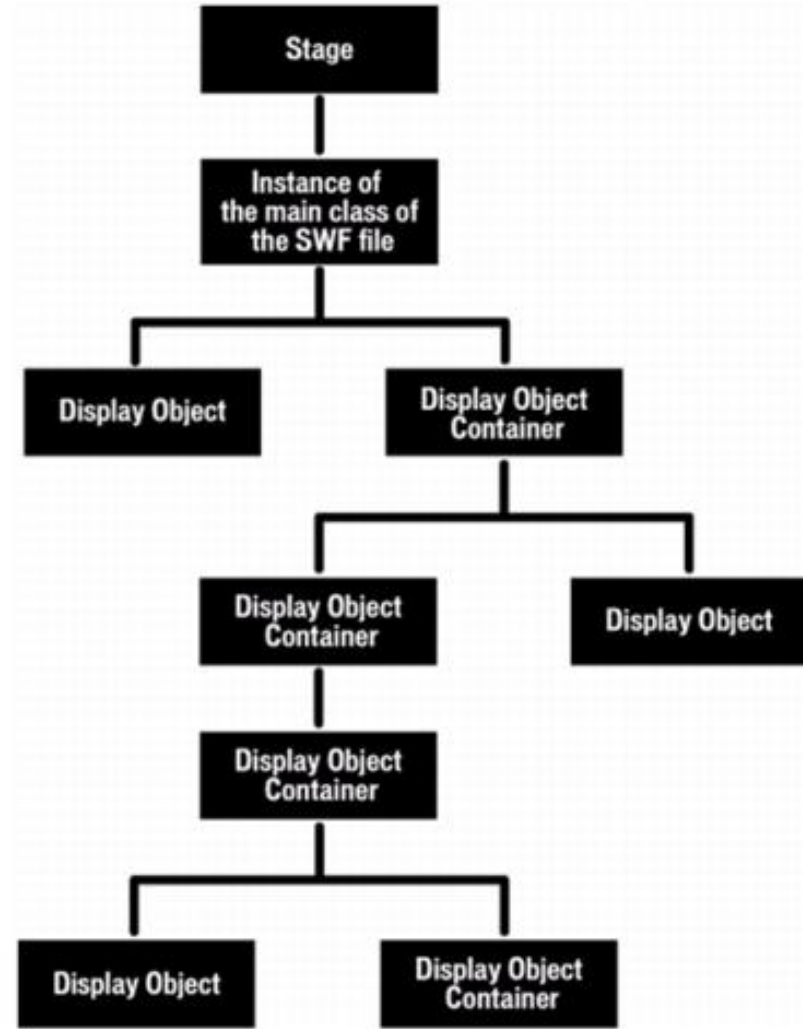 Stage
Instance of
the main class of
the SWF file
Display Object
Display Object
Container
Display Object
Container
Display Object
Display Object
Container
Display Object
Display Object
Container